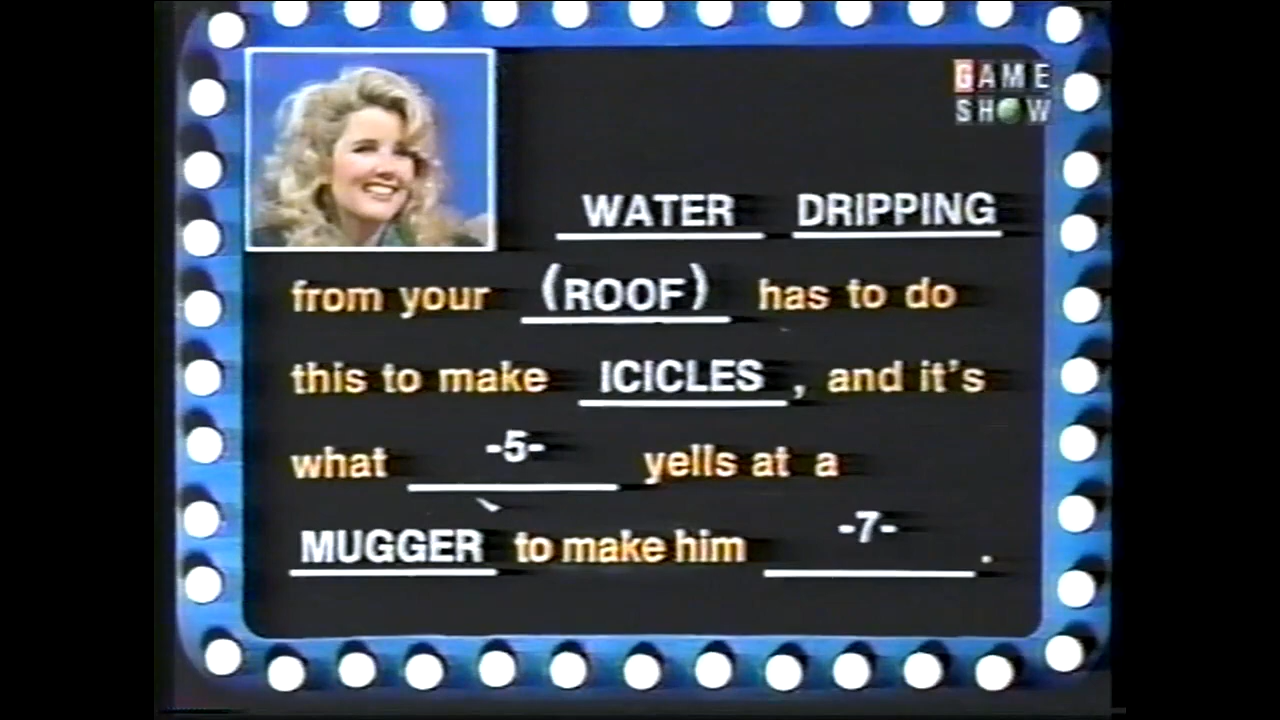 GAME
SHOW
WATER DRIPPING
from your (ROOF) has to do
this to make ICICLES, and it's
what -5- yells at a
MUGGER to make him -7-.